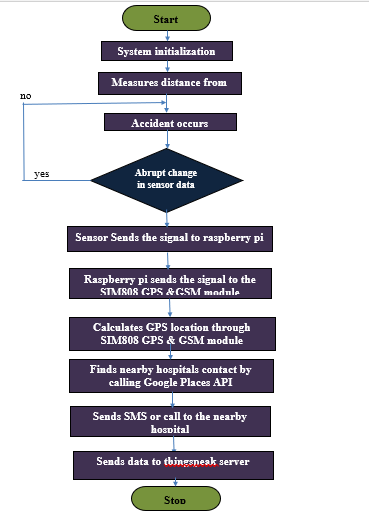 Start
System initialization
Measures distance from
no
Accident occurs
yes
Abrupt change
in sensor data
Sensor Sends the signal to raspberry pi
Raspberry pi sends the signal to the
SIM808 GPS &GSM module
Calculates GPS location through
SIM808 GPS & GSM module
Finds nearby hospitals contact by
calling Google Places API
Sends SMS or call to the nearby
hospital
Sends data to thingspeak server
Stop